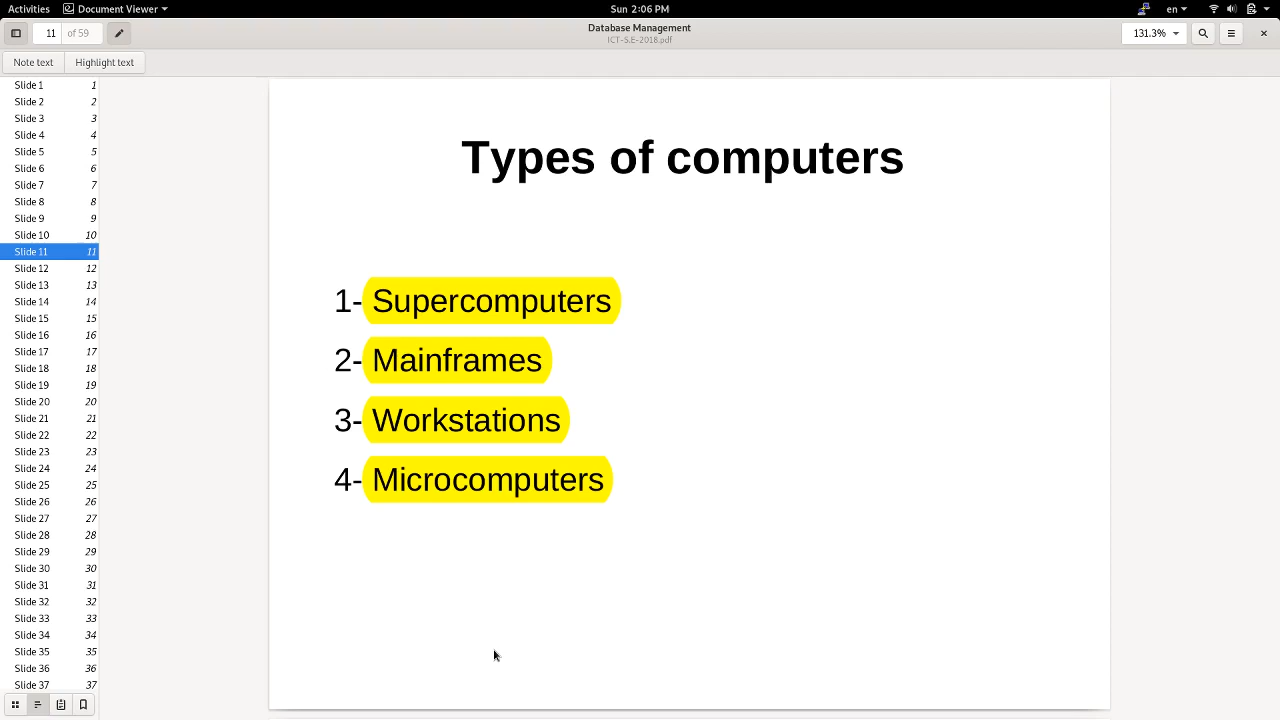 Activities Document Viewer Sun 2:06 PM en
11 of 59 Database Management 131.3%
ICT-S.E-2018.pdf
Note text Highlight text
Slide 1 1
Slide 2 2
Slide 3 3
Slide 4 4
Slide 5 5
Slide 6 6
Slide 7 7
Slide 8 8
Slide 9 9
Slide 10 10
Slide 11 11
Slide 12 12
Slide 13 13
Slide 14 14
Slide 15 15
Slide 16 16
Slide 17 17
Slide 18 18
Slide 19 19
Slide 20 20
Slide 21 21
Slide 22 22
Slide 23 23
Slide 24 24
Slide 25 25
Slide 26 26
Slide 27 27
Slide 28 28
Slide 29 29
Slide 30 30
Slide 31 31
Slide 32 32
Slide 33 33
Slide 34 34
Slide 35 35
Slide 36 36
Slide 37 37
Types of computers
1- Supercomputers
2- Mainframes
3- Workstations
4- Microcomputers